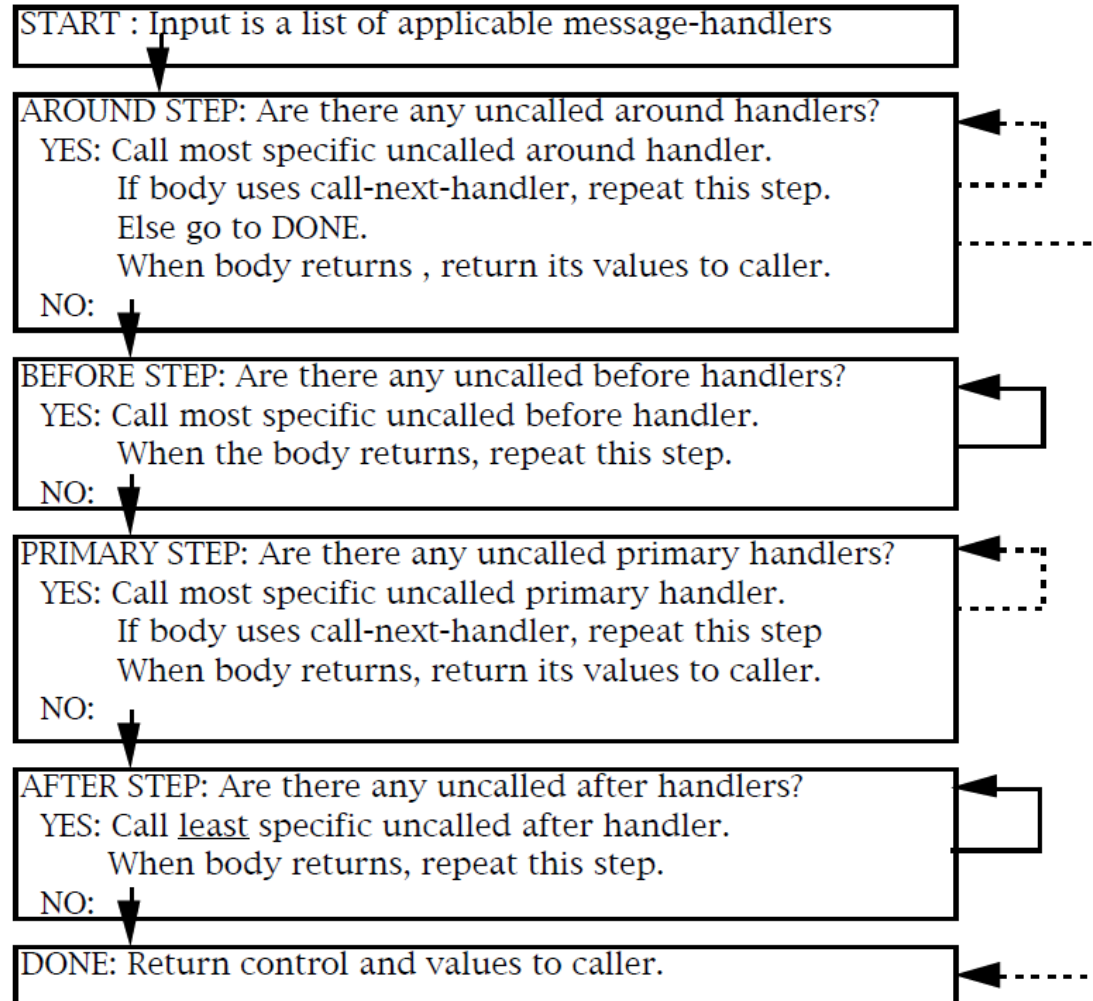 START : Input is a list of applicable message-handlers
AROUND STEP: Are there any uncalled around handlers?
YES: Call most specific uncalled around handler.
If body uses call-next-handler, repeat this step.
Else go to DONE.
When body returns , return its values to caller.
NO:
BEFORE STEP: Are there any uncalled before handlers?
YES: Call most specific uncalled before handler.
When the body returns, repeat this step.
NO:
PRIMARY STEP: Are there any uncalled primary handlers?
YES: Call most specific uncalled primary handler.
If body uses call-next-handler, repeat this step
When body returns, return its values to caller.
NO:
AFTER STEP: Are there any uncalled after handlers?
YES: Call least specific uncalled after handler.
When body returns, repeat this step.
NO:
DONE: Return control and values to caller.